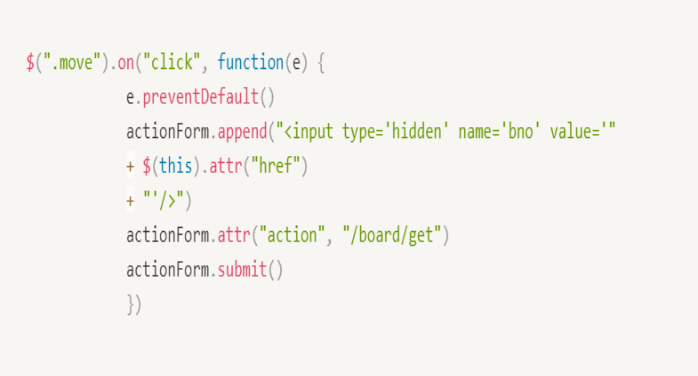 $(".move").on("click", function(e) {
e.preventDefault()
actionForm.append("<input type='hidden' name='bno' value='"
+ $(this).attr("href")
+ "'/>")
actionForm.attr("action", "/board/get")
actionForm.submit()
})